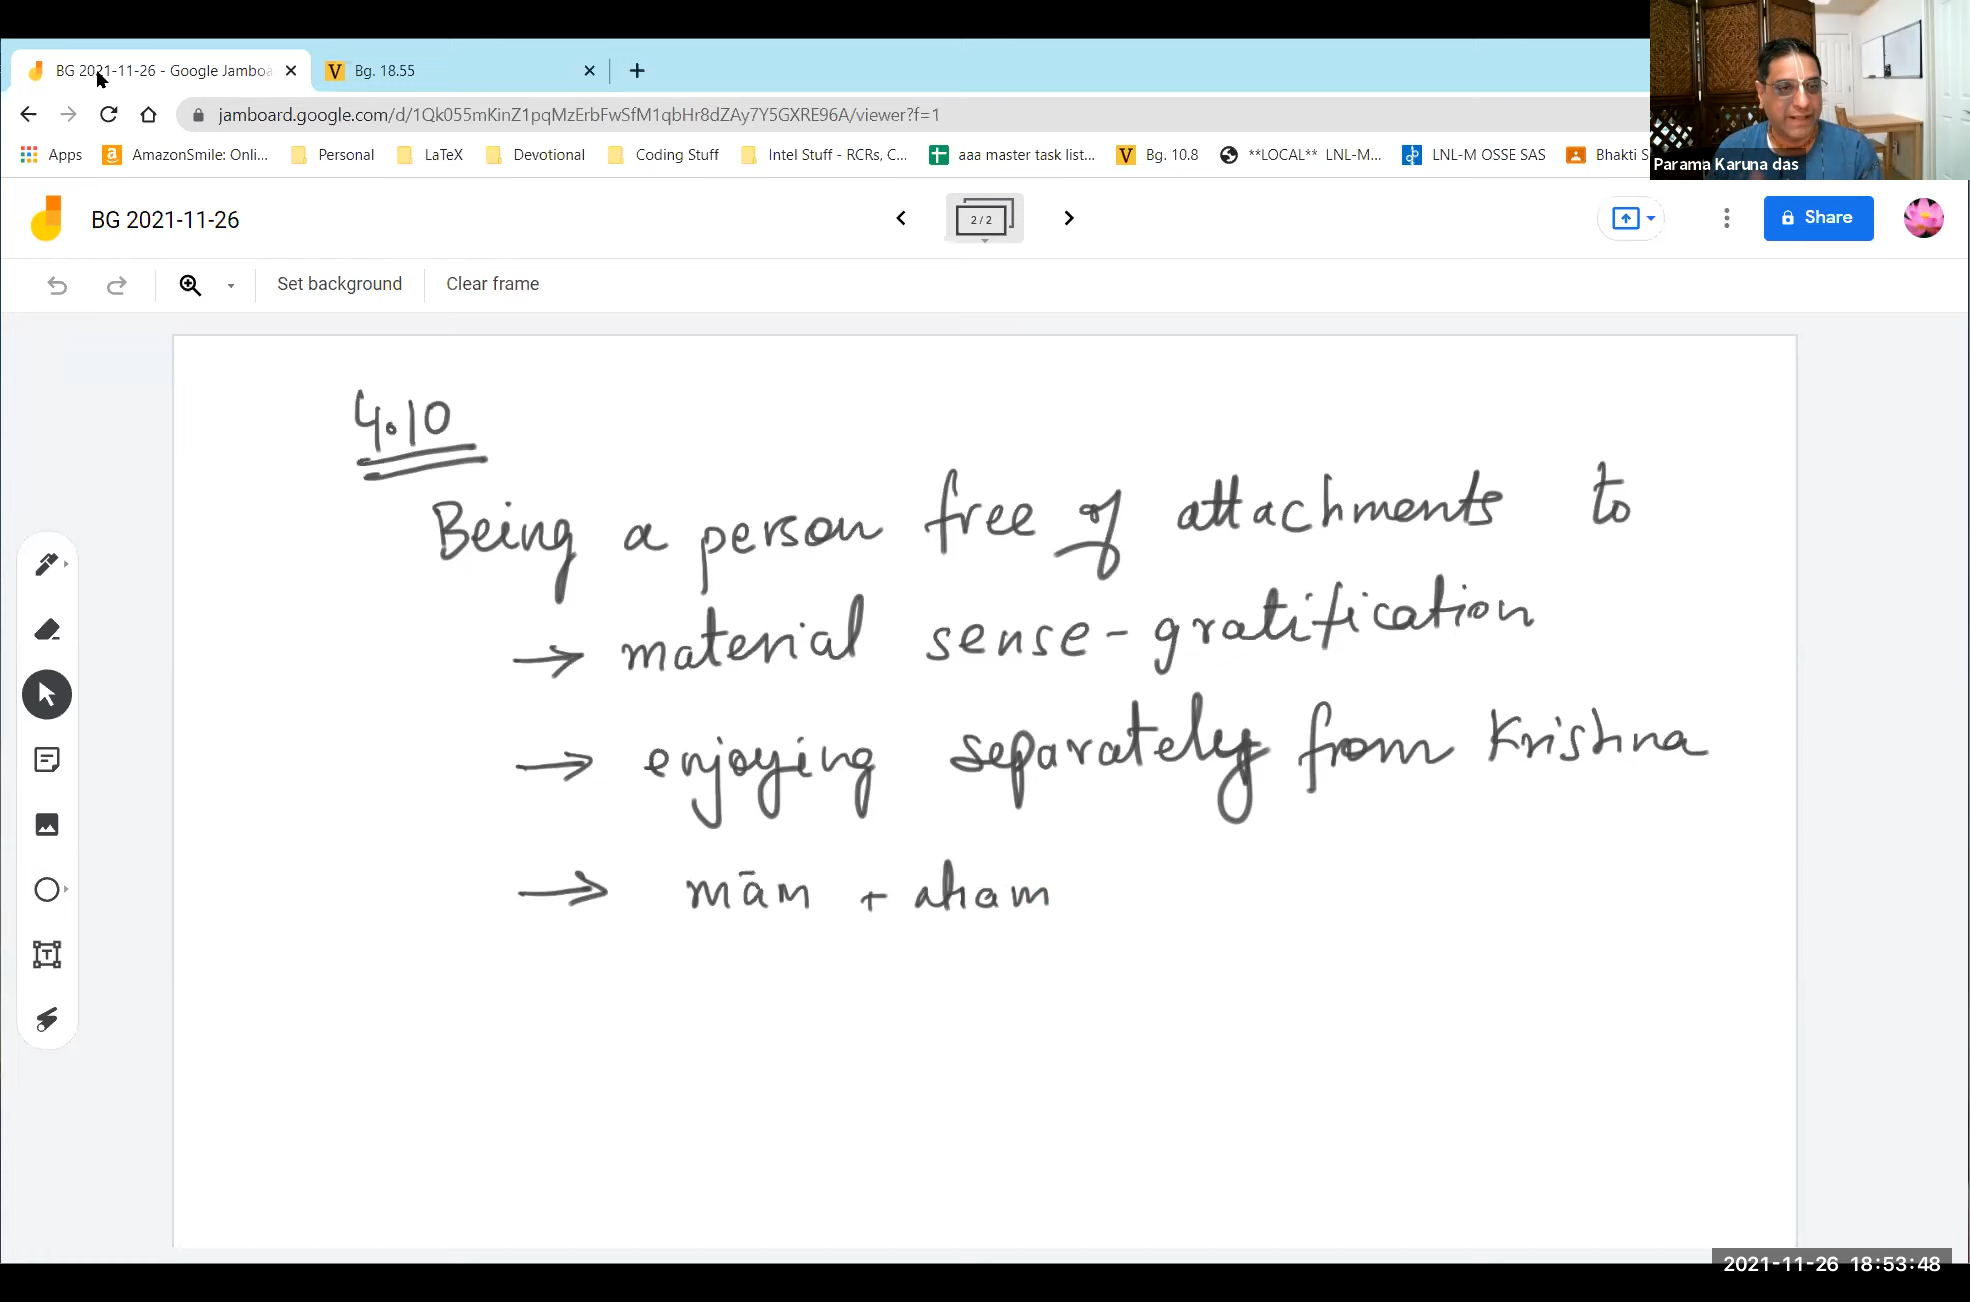 BG 2021-11-26 - Google Jamboa
V Bg. 18.55
jamboard.google.com/d/1Qk055mKinZ1pqMzErbFwSfM1qbHr8dZAy7Y5GXRE96A/viewer?f=1
Apps AmazonSmile: Onli... Personal LaTeX Devotional Coding Stuff Intel Stuff - RCRs, C... aaa master task list... V Bg. 10.8 **LOCAL** LNL-M... LNL-M OSSE SAS Bhakti S
Parama Karuna das
BG 2021-11-26 2 / 2 Share
Set background Clear frame
4.10
Being a person free of attachments to
→ material sense-gratification
→ enjoying separately from Krishna
→ mām + aham
2021-11-26 18:53:48